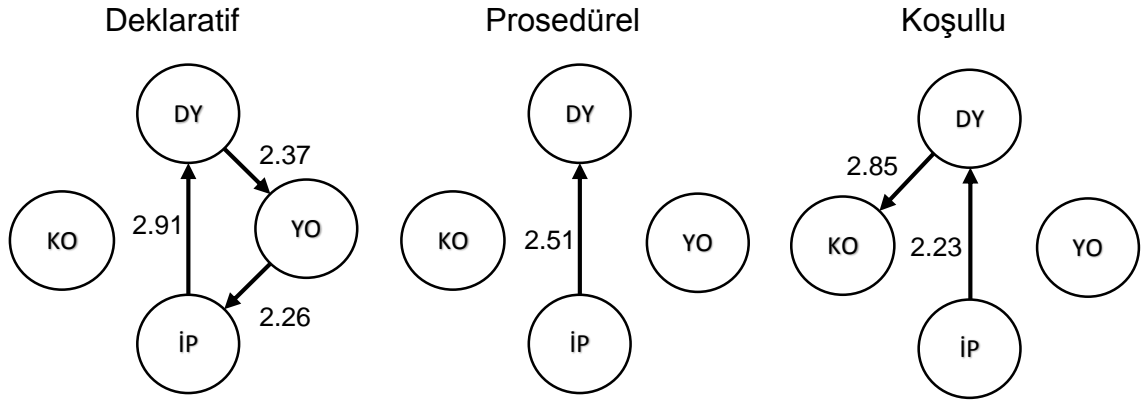 Deklaratif
DY
2.37
KO
2.91
YO
2.26
İP
Prosedürel
DY
KO
2.51
YO
İP
Koşullu
DY
2.85
KO
2.23
YO
İP